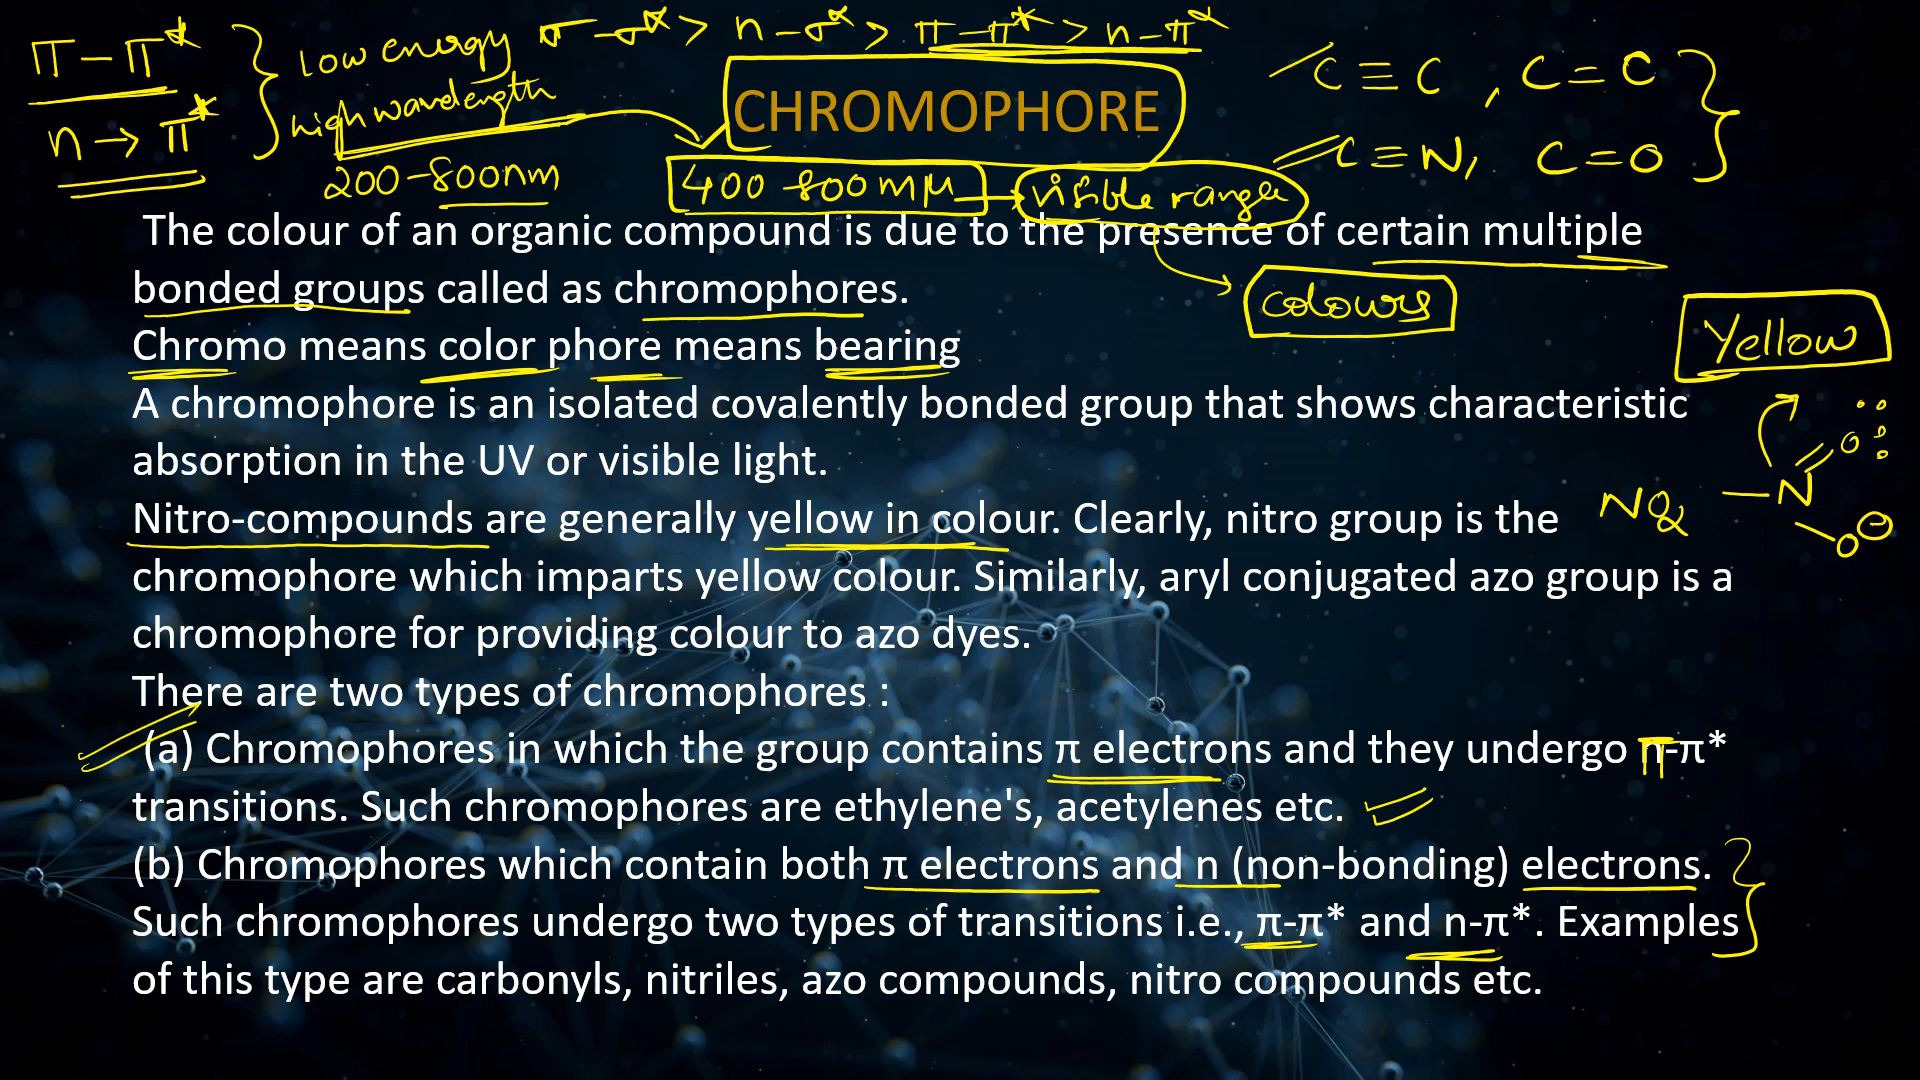 π-π* } Low energy σ-σ* > n-σ* > π-π* > n-π*
n→π* high wavelength
200-800nm
CHROMOPHORE
C≡C, C=C }
C≡N, C=O
400-800mμ → visible range
The colour of an organic compound is due to the presence of certain multiple
bonded groups called as chromophores.
colours
Yellow
Chromo means color phore means bearing
A chromophore is an isolated covalently bonded group that shows characteristic
absorption in the UV or visible light.
Nitro-compounds are generally yellow in colour. Clearly, nitro group is the
NO2 -N=O
O⊖
chromophore which imparts yellow colour. Similarly, aryl conjugated azo group is a
chromophore for providing colour to azo dyes.
There are two types of chromophores :
(a) Chromophores in which the group contains π electrons and they undergo π-π*
transitions. Such chromophores are ethylene's, acetylenes etc.
(b) Chromophores which contain both π electrons and n (non-bonding) electrons.
Such chromophores undergo two types of transitions i.e., π-π* and n-π*. Examples
of this type are carbonyls, nitriles, azo compounds, nitro compounds etc.